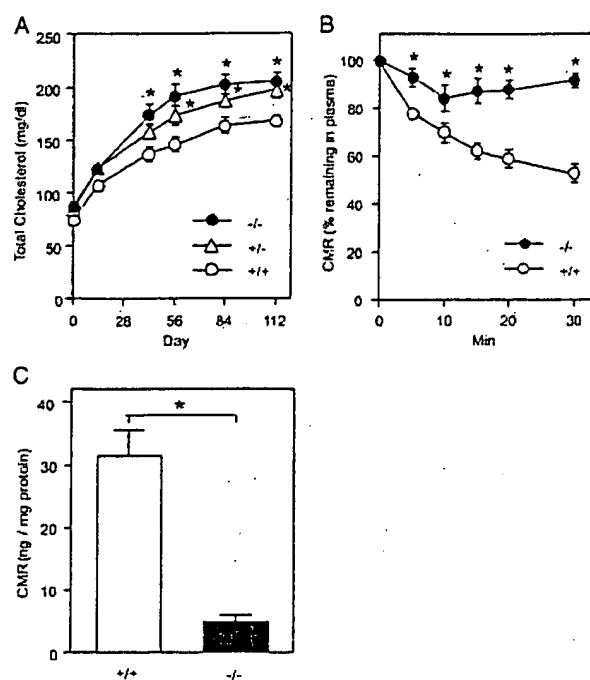 A
Total Cholesterol (mg/dl)
250
200
150
100
50
0
* * * *
* * *
-/-
+/-
+/+
0 28 56 84 112
Day
B
CMR (% remaining in plasma)
100
80
60
40
20
0
* * * * *
-/-
+/+
0 10 20 30
Min
C
CMR (ng / mg protein)
40
30
20
10
0
*
+/+ -/-